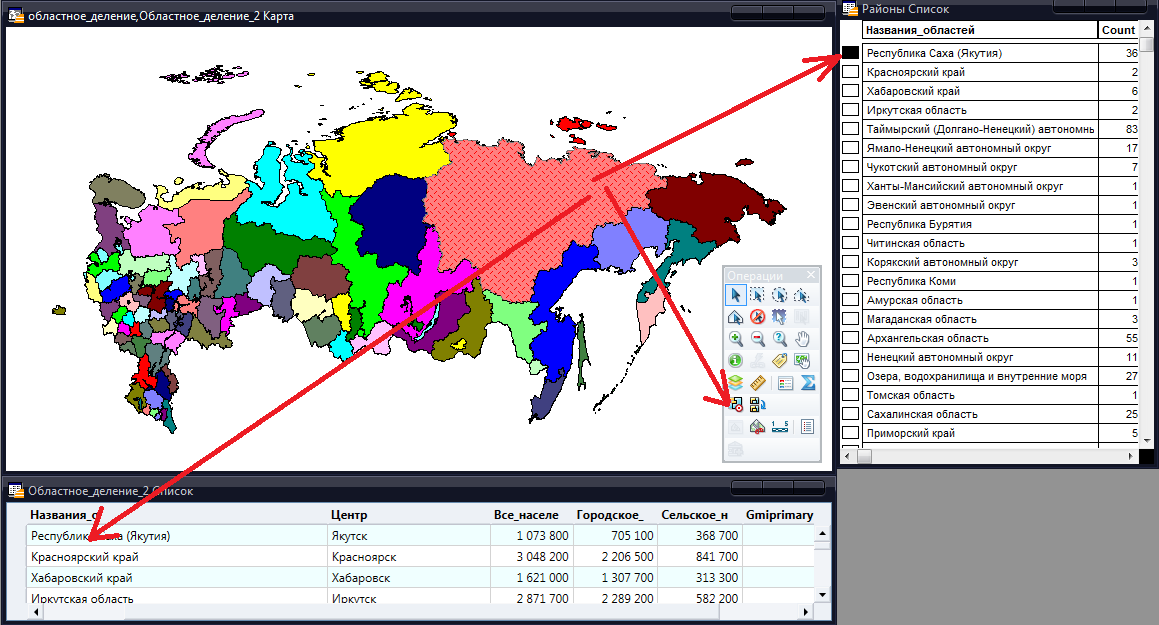 областное_деление,Областное_деление_2 Карта
Районы Список
Названия_областей Count
Республика Саха (Якутия) 36
Красноярский край 2
Хабаровский край 6
Иркутская область 2
Таймырский (Долгано-Ненецкий) автономнь 83
Ямало-Ненецкий автономный округ 17
Чукотский автономный округ 7
Ханты-Мансийский автономный округ 1
Эвенский автономный округ 1
Республика Бурятия 1
Читинская область 1
Корякский автономный округ 3
Республика Коми 1
Амурская область 1
Магаданская область 3
Архангельская область 55
Ненецкий автономный округ 11
Озера, водохранилища и внутренние моря 27
Томская область 1
Сахалинская область 25
Приморский край 5
Операции
Областное_деление_2 Список
Названия_о Центр Все_населе Городское_ Сельское_н Gmiprimary
(Якутия) Якутск 1 073 800 705 100 368 700
Красноярский край Красноярск 3 048 200 2 206 500 841 700
Хабаровский край Хабаровск 1 621 000 1 307 700 313 300
Иркутская область Иркутск 2 871 700 2 289 200 582 200